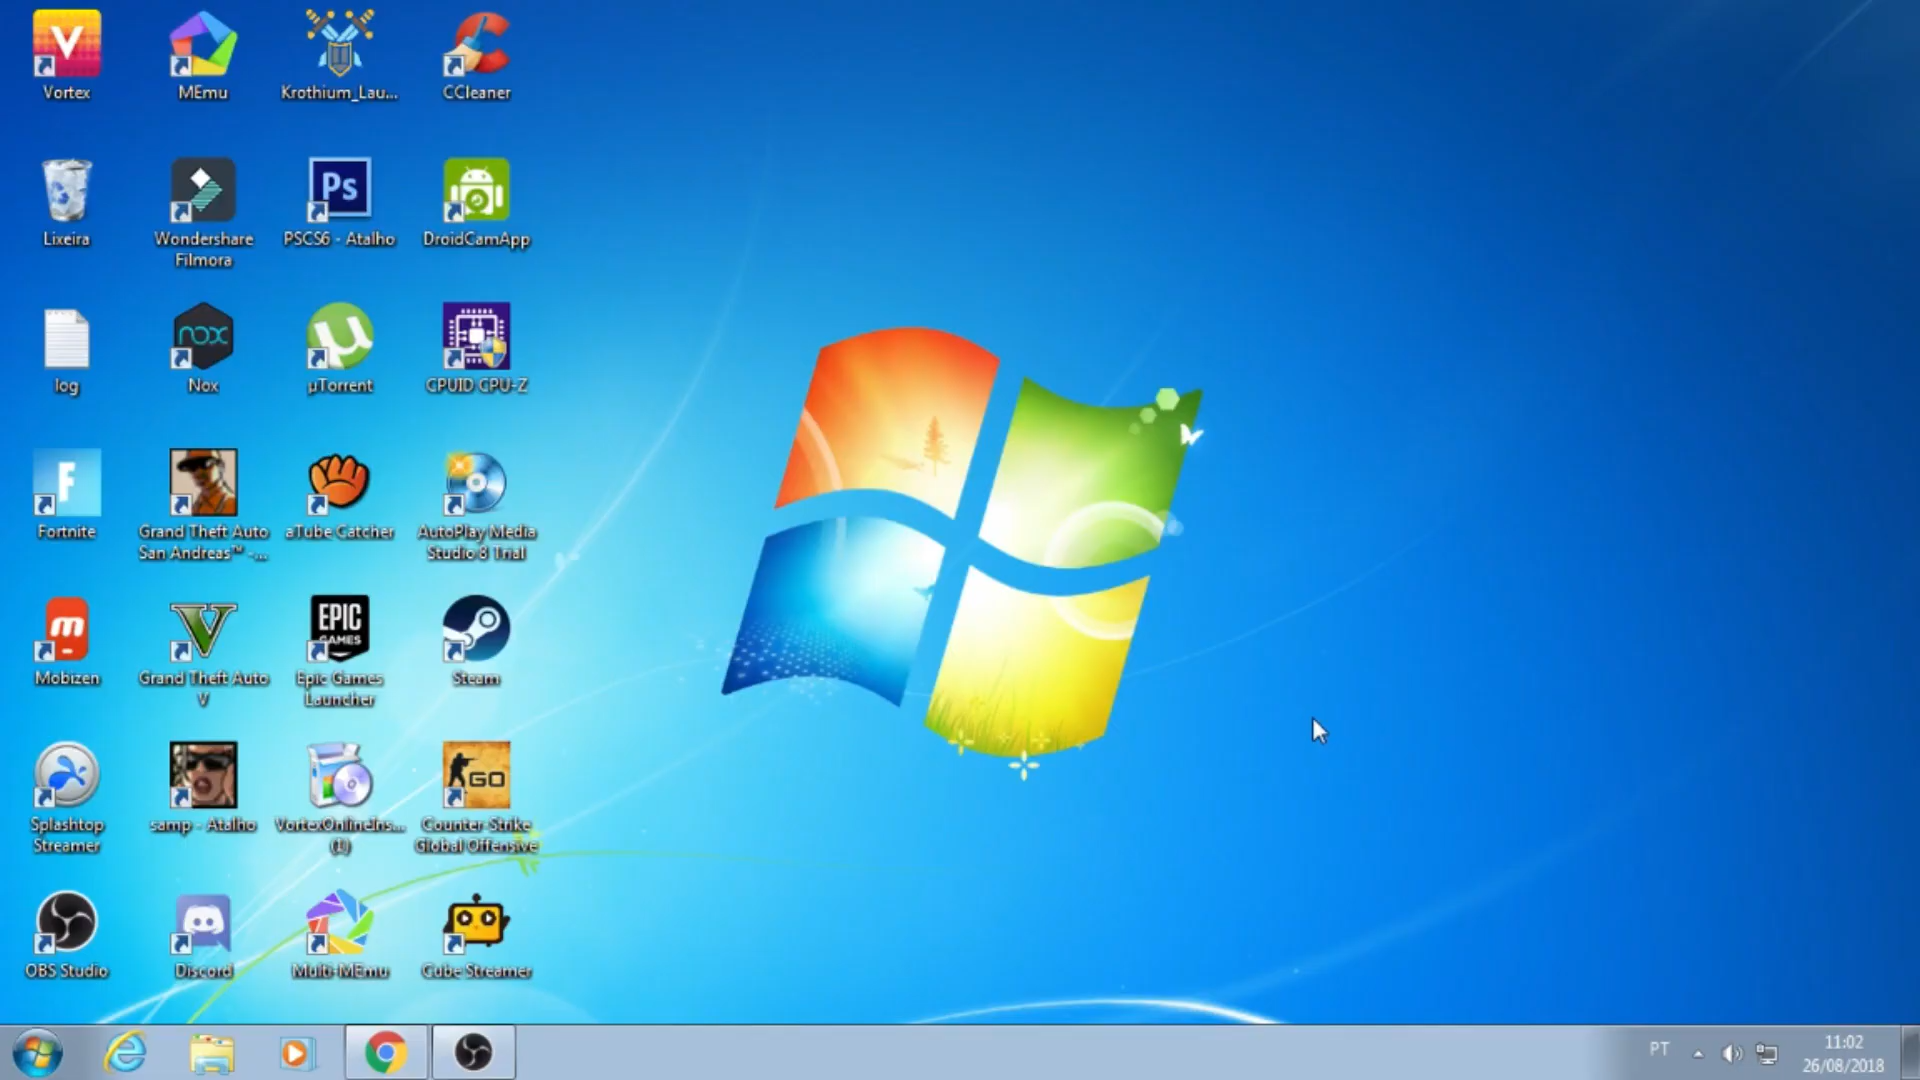 Vortex
MEmu
Krothium_Lau...
CCleaner
Lixeira
Wondershare
Filmora
Ps
PSCS6 - Atalho
DroidCamApp
log
nox
Nox
µ
µTorrent
CPUID CPU-Z
F
Fortnite
Grand Theft Auto
San Andreas™ -...
aTube Catcher
AutoPlay Media
Studio 8 Trial
m
Mobizen
V
Grand Theft Auto
V
EPIC
GAMES
Epic Games
Launcher
Steam
Splashtop
Streamer
samp - Atalho
VortexOnlineIns...
(1)
GO
Counter-Strike
Global Offensive
OBS Studio
Discord
Multi-MEmu
Cube Streamer
PT
11:02
26/08/2018